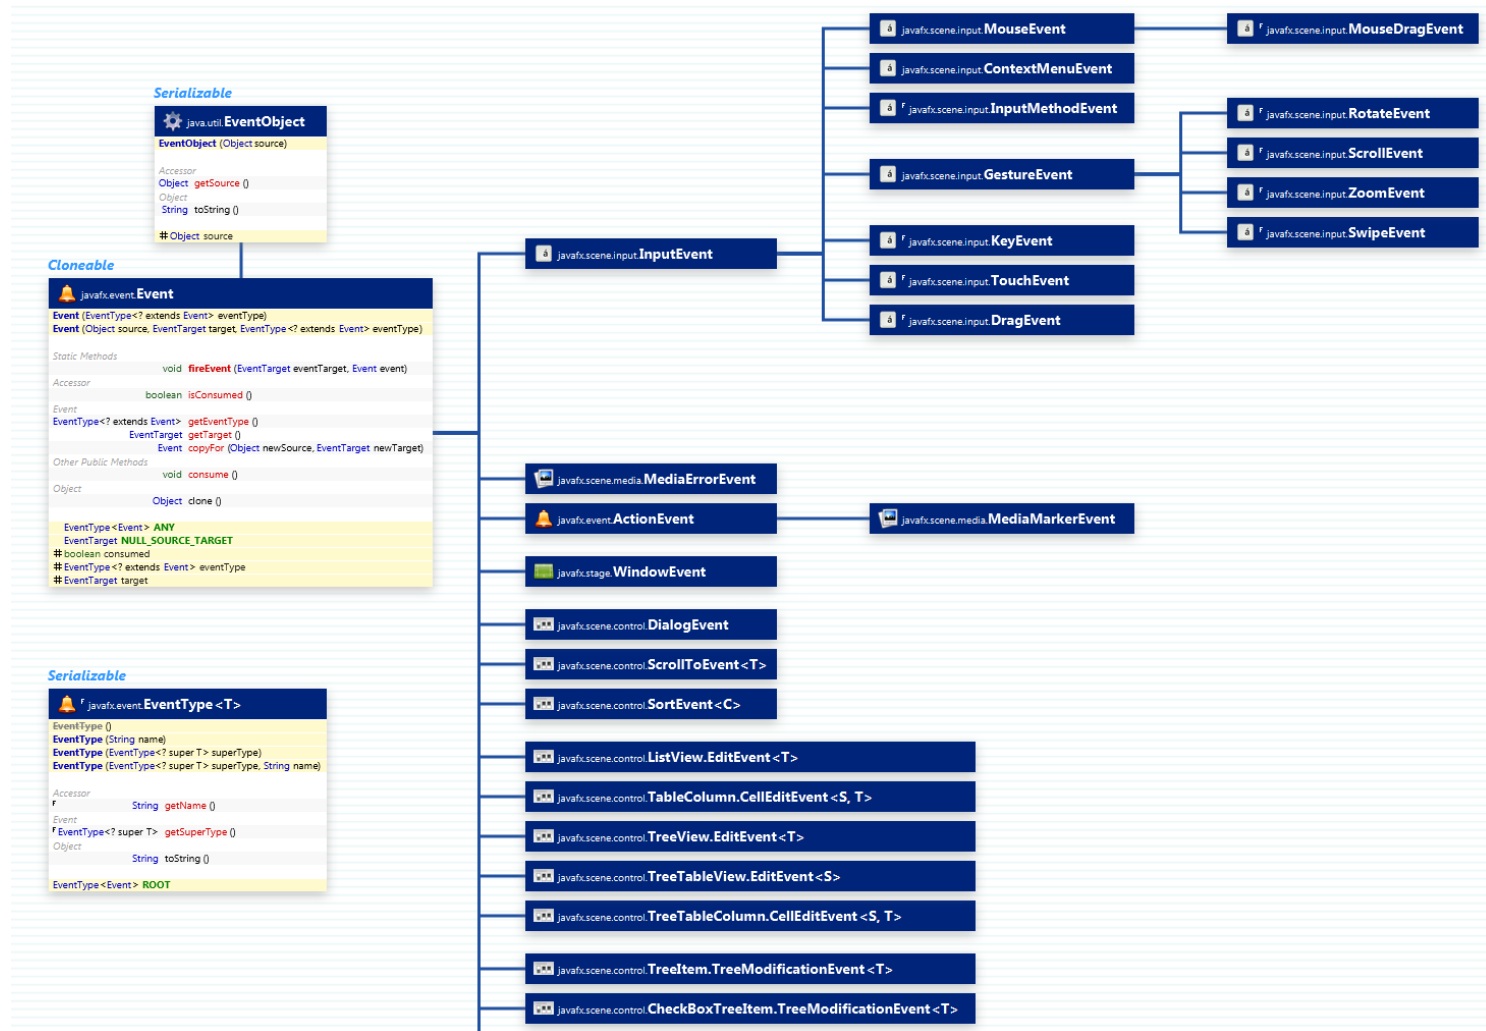 Serializable
java.util.EventObject
EventObject (Object source)
Accessor
Object getSource ()
Object
String toString ()
# Object source
Cloneable
javafx.event.Event
Event (EventType<? extends Event> eventType)
Event (Object source, EventTarget target, EventType<? extends Event> eventType)
Static Methods
void fireEvent (EventTarget eventTarget, Event event)
Accessor
boolean isConsumed ()
Event
EventType<? extends Event> getEventType ()
EventTarget getTarget ()
Event copyFor (Object newSource, EventTarget newTarget)
Other Public Methods
void consume ()
Object
Object clone ()
EventType<Event> ANY
EventTarget NULL_SOURCE_TARGET
# boolean consumed
# EventType<? extends Event> eventType
# EventTarget target
Serializable
F javafx.event.EventType<T>
EventType ()
EventType (String name)
EventType (EventType<? super T> superType)
EventType (EventType<? super T> superType, String name)
Accessor
F String getName ()
Event
F EventType<? super T> getSuperType ()
Object
String toString ()
EventType<Event> ROOT
javafx.scene.input.InputEvent
javafx.scene.media.MediaErrorEvent
javafx.event.ActionEvent
javafx.stage.WindowEvent
javafx.scene.control.DialogEvent
javafx.scene.control.ScrollToEvent<T>
javafx.scene.control.SortEvent<C>
javafx.scene.control.ListView.EditEvent<T>
javafx.scene.control.TableColumn.CellEditEvent<S, T>
javafx.scene.control.TreeView.EditEvent<T>
javafx.scene.control.TreeTableView.EditEvent<S>
javafx.scene.control.TreeTableColumn.CellEditEvent<S, T>
javafx.scene.control.TreeItem.TreeModificationEvent<T>
javafx.scene.control.CheckBoxTreeItem.TreeModificationEvent<T>
á javafx.scene.input.MouseEvent
á javafx.scene.input.ContextMenuEvent
á F javafx.scene.input.InputMethodEvent
á javafx.scene.input.GestureEvent
á F javafx.scene.input.KeyEvent
á F javafx.scene.input.TouchEvent
á F javafx.scene.input.DragEvent
javafx.scene.media.MediaMarkerEvent
á F javafx.scene.input.MouseDragEvent
á F javafx.scene.input.RotateEvent
á F javafx.scene.input.ScrollEvent
á F javafx.scene.input.ZoomEvent
á F javafx.scene.input.SwipeEvent